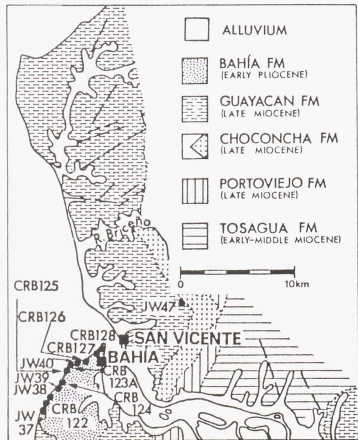 ALLUVIUM
BAHÍA FM
(EARLY PLIOCENE)
GUAYACAN FM
(LATE MIOCENE)
CHOCONCHA FM
(LATE MIOCENE)
PORTOVIEJO FM
(LATE MIOCENE)
TOSAGUA FM
(EARLY-MIDDLE MIOCENE)
0 10km
R. Briceño
CRB125
JW47
CRB126
CRB128
SAN VICENTE
CRB127
BAHÍA
JW40
JW39
JW38
CRB
123A
CRB
124
CRB
122
JW
37